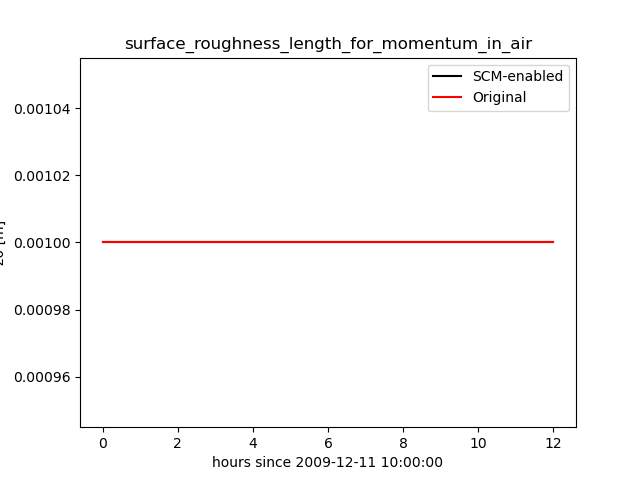 surface_roughness_length_for_momentum_in_air
SCM-enabled
Original
0.00104
0.00102
0.00100
0.00098
0.00096
0 2 4 6 8 10 12
hours since 2009-12-11 10:00:00